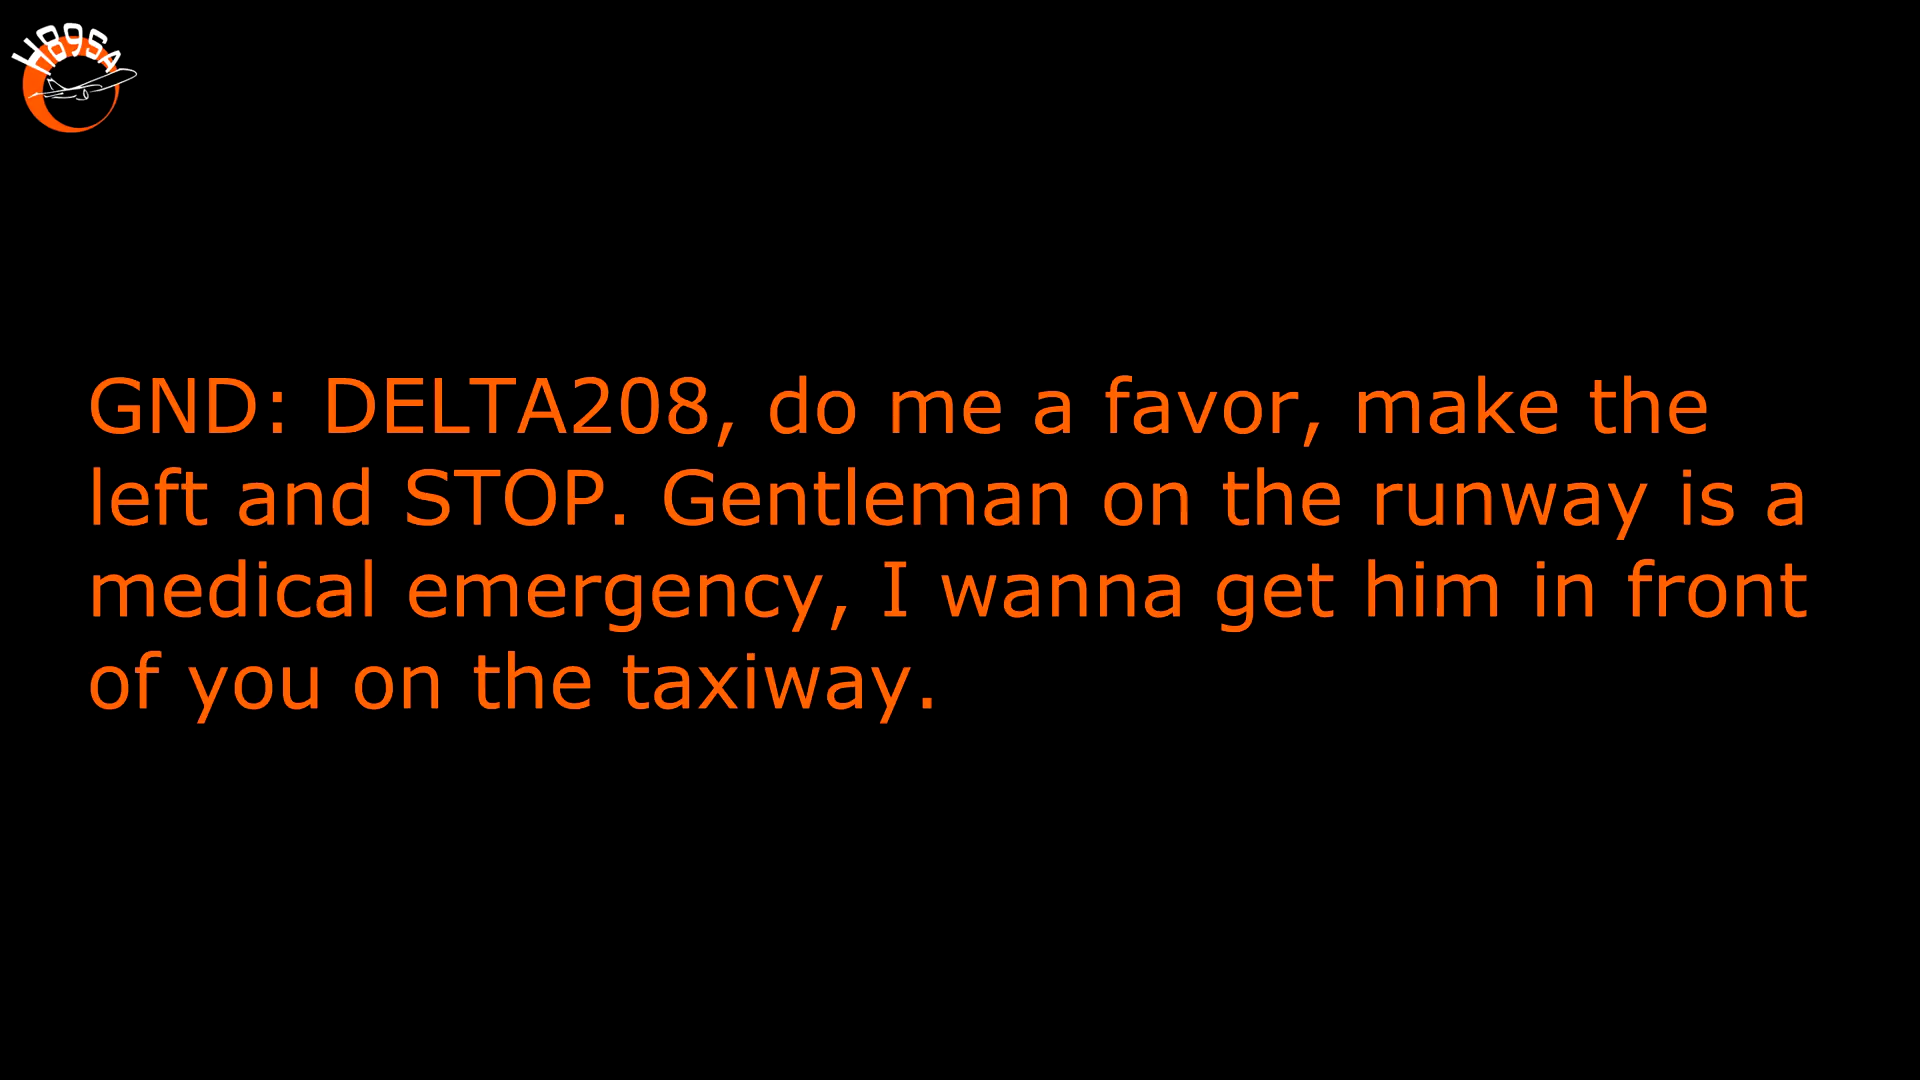 H89SA
GND: DELTA208, do me a favor, make the
left and STOP. Gentleman on the runway is a
medical emergency, I wanna get him in front
of you on the taxiway.